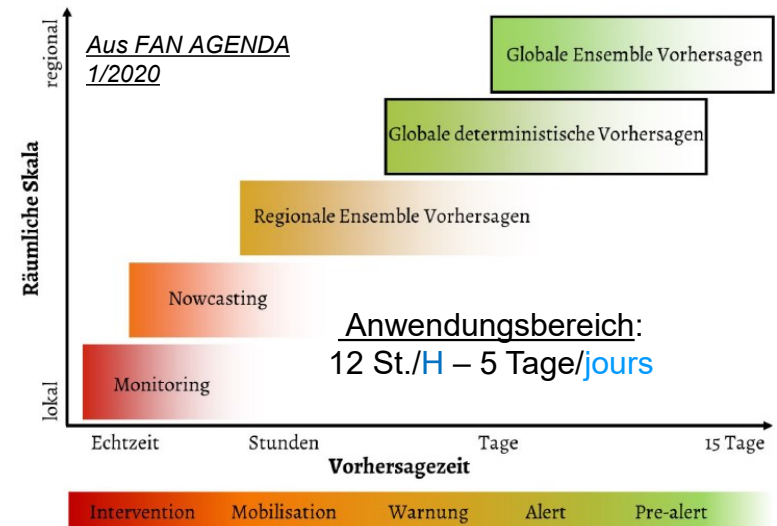 Aus FAN AGENDA
1/2020
regional
Räumliche Skala
lokal
Globale Ensemble Vorhersagen
Globale deterministische Vorhersagen
Regionale Ensemble Vorhersagen
Nowcasting
Anwendungsbereich:
12 St./H – 5 Tage/jours
Monitoring
Echtzeit Stunden Tage 15 Tage
Vorhersagezeit
Intervention Mobilisation Warnung Alert Pre-alert